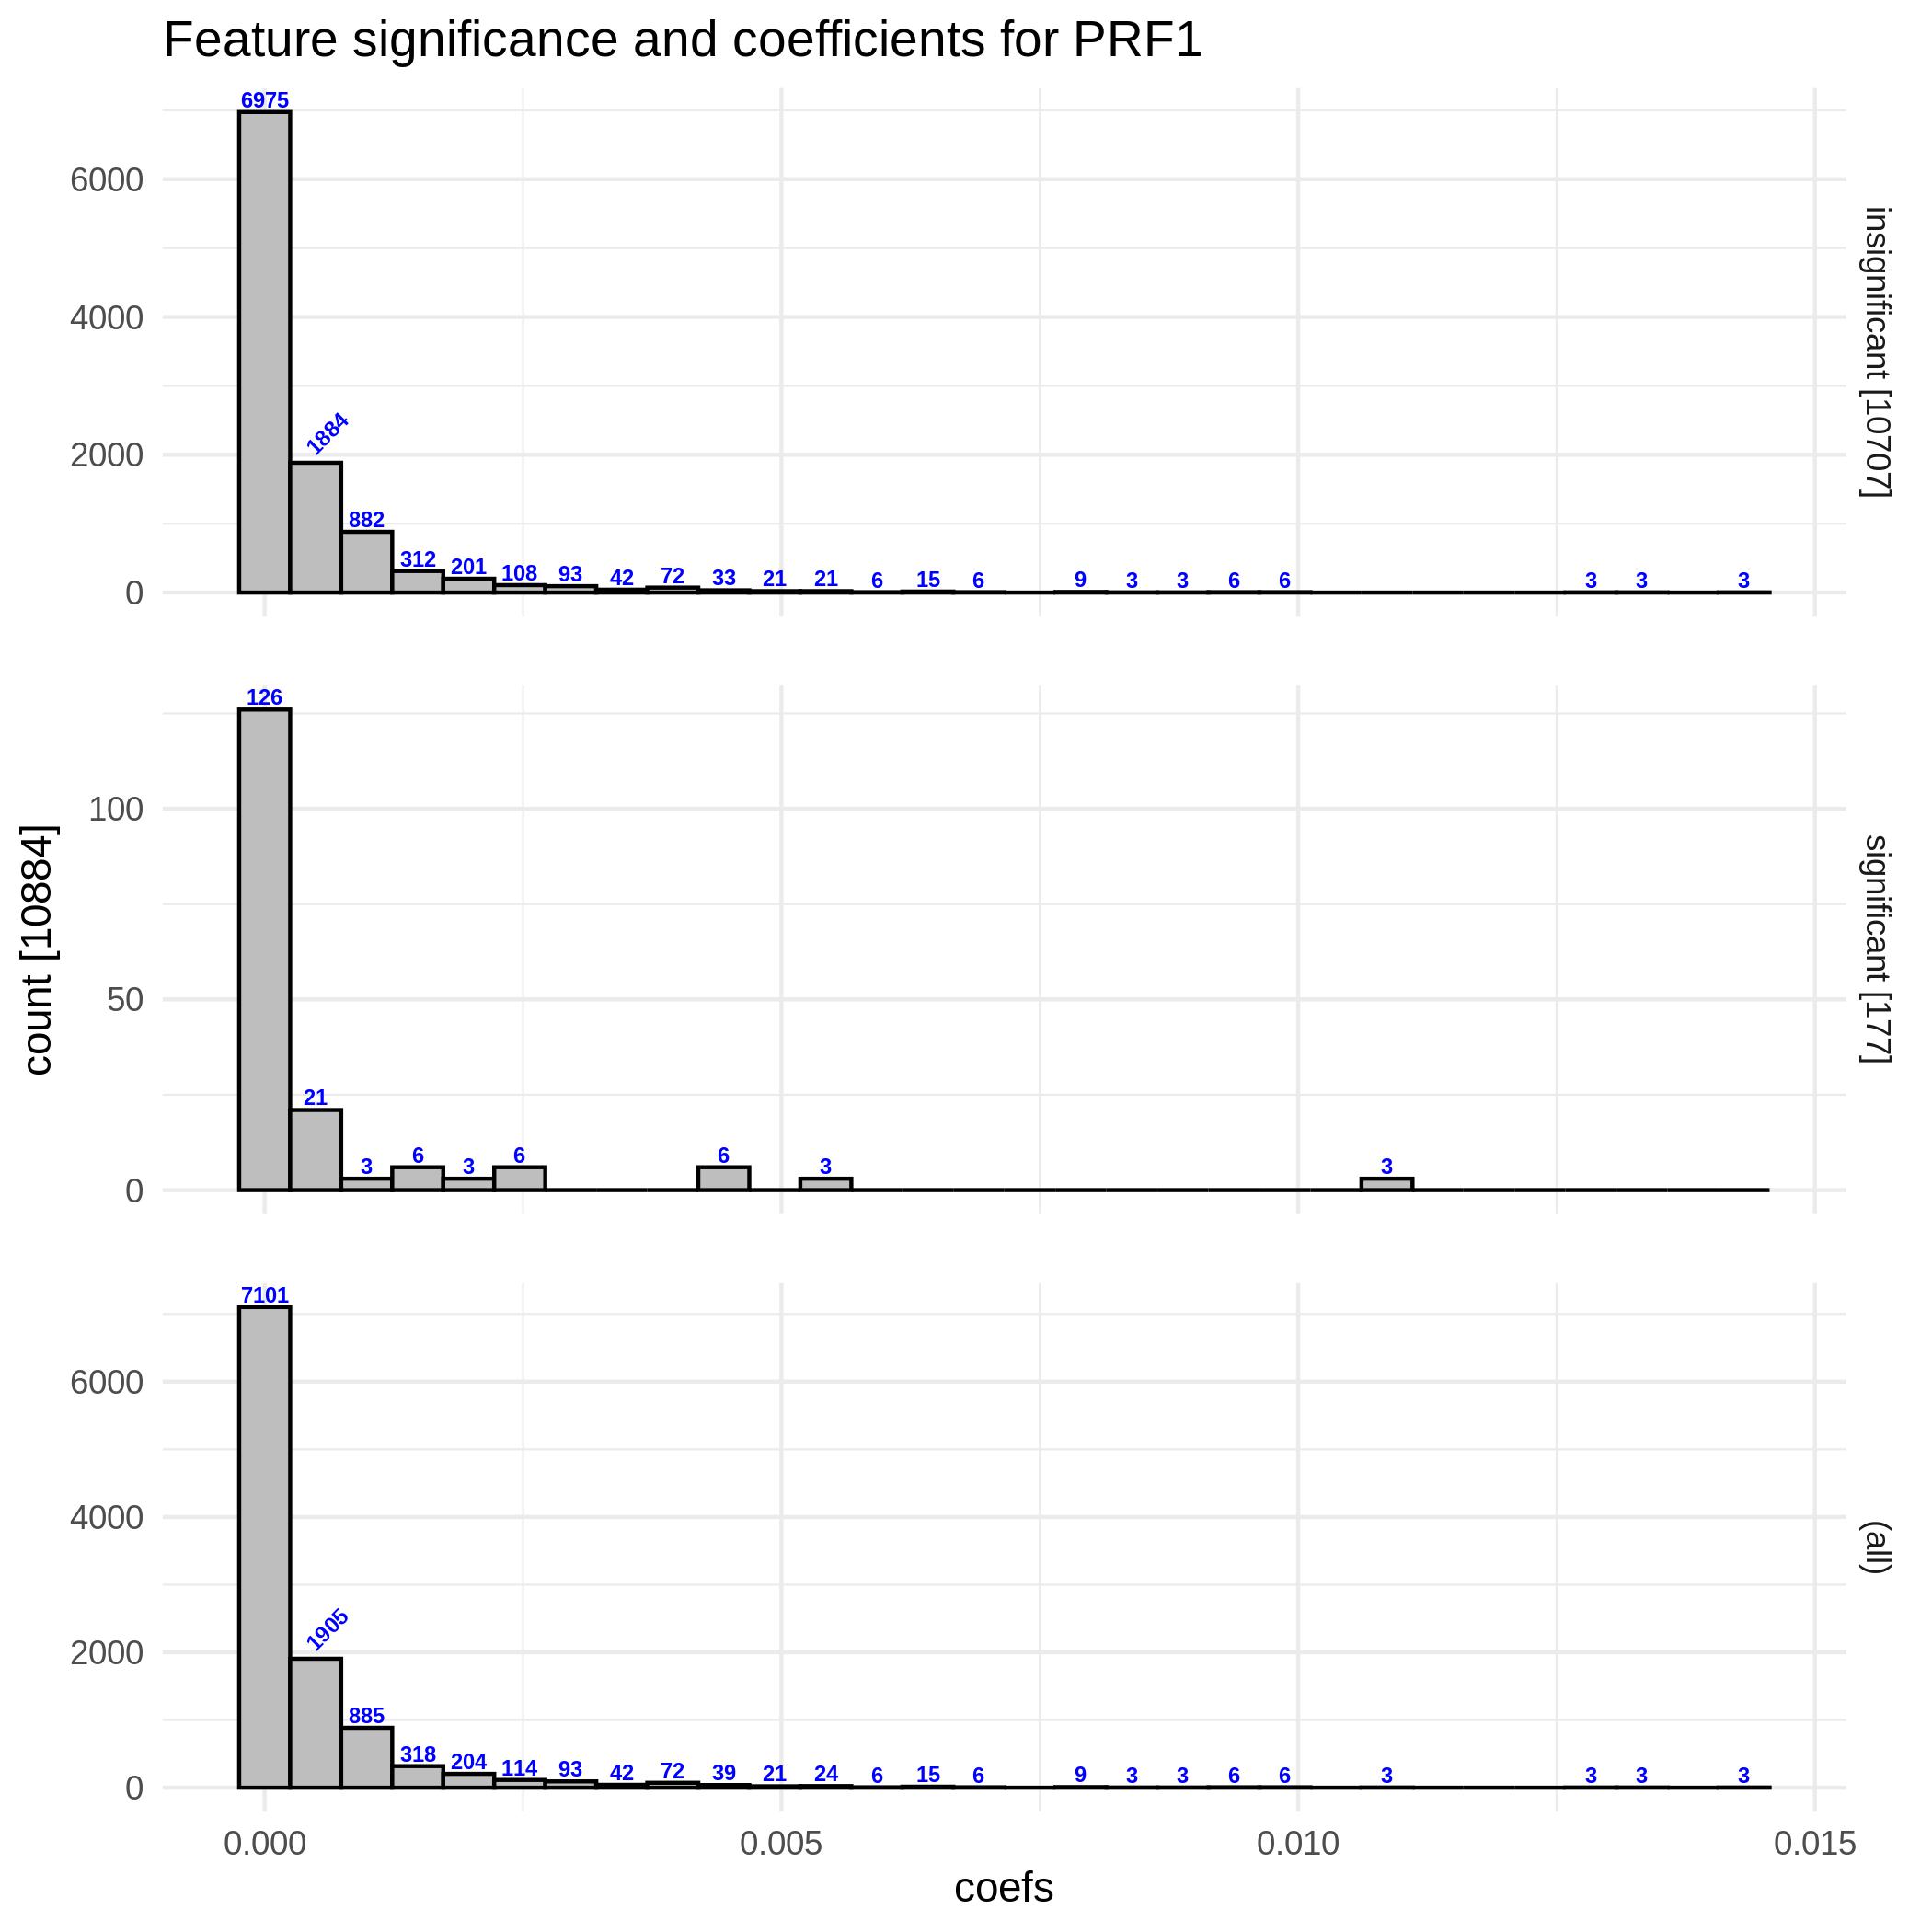 Feature significance and coefficients for PRF1
6975
6000
4000
2000
0
1884
882
312 201 108 93 42 72 33 21 21 6 15 6 9 3 3 6 6 3 3 3
insignificant [10707]
count [10884]
126
100
50
0
21
3 6 3 6 6 3 3
significant [177]
7101
6000
4000
2000
0
1905
885
318 204 114 93 42 72 39 21 24 6 15 6 9 3 3 6 6 3 3 3 3
(all)
0.000 0.005 0.010 0.015
coefs